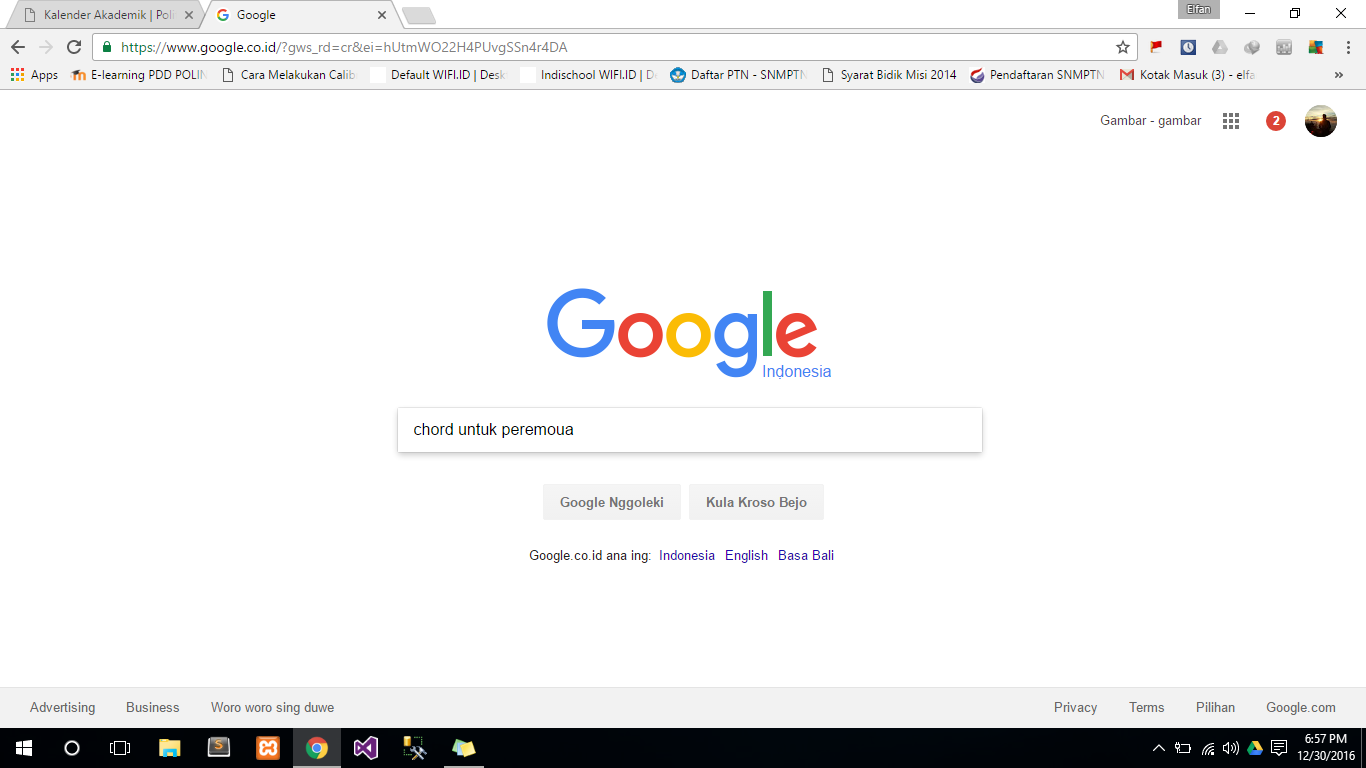 Kalender Akademik | Poli
Google
Elfan
https://www.google.co.id/?gws_rd=cr&ei=hUtmWO22H4PUvgSSn4r4DA
Apps
E-learning PDD POLIN
Cara Melakukan Calib
Default WIFI.ID | Desk
Indischool WIFI.ID | De
Daftar PTN - SNMPTN
Syarat Bidik Misi 2014
Pendaftaran SNMPTN
Kotak Masuk (3) - elfa
»
Gambar - gambar
2
Google
Indonesia
chord untuk peremoua
Google Nggoleki
Kula Kroso Bejo
Google.co.id ana ing: Indonesia English Basa Bali
Advertising
Business
Woro woro sing duwe
Privacy
Terms
Pilihan
Google.com
6:57 PM
12/30/2016